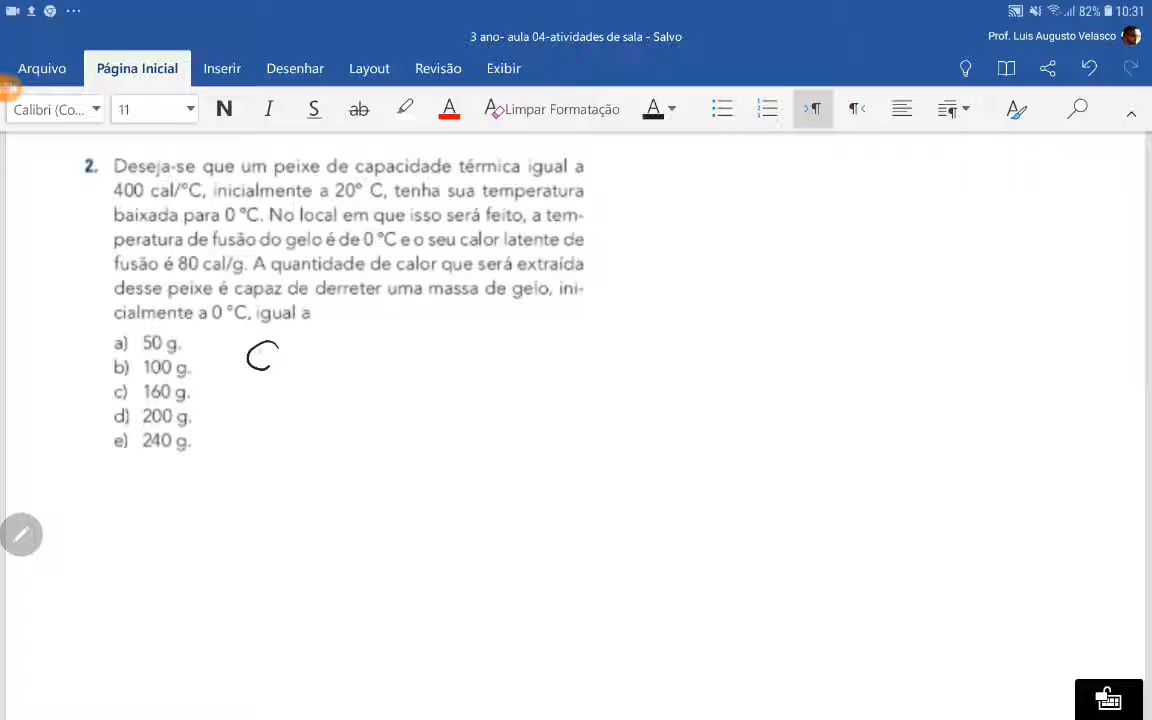 82% 10:31
3 ano- aula 04-atividades de sala - Salvo
Prof. Luis Augusto Velasco
Arquivo Página Inicial Inserir Desenhar Layout Revisão Exibir
Calibri (Co... 11 N I S ab A Limpar Formatação A
2. Deseja-se que um peixe de capacidade térmica igual a
400 cal/°C, inicialmente a 20° C, tenha sua temperatura
baixada para 0 °C. No local em que isso será feito, a tem-
peratura de fusão do gelo é de 0 °C e o seu calor latente de
fusão é 80 cal/g. A quantidade de calor que será extraída
desse peixe é capaz de derreter uma massa de gelo, ini-
cialmente a 0 °C, igual a
a) 50 g.
b) 100 g.
C
c) 160 g.
d) 200 g.
e) 240 g.